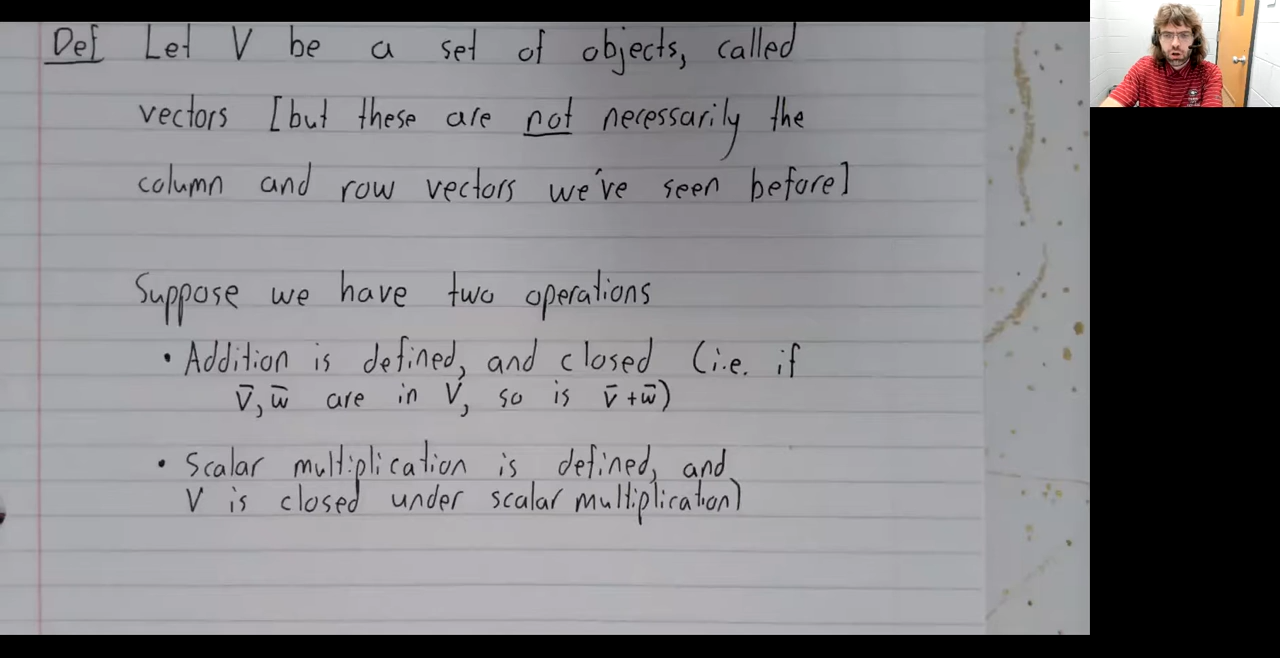 Def Let V be a set of objects, called
vectors [but these are not necessarily the
column and row vectors we've seen before]
Suppose we have two operations
• Addition is defined, and closed (i.e. if
v̄, w̄ are in V, so is v̄ + w̄)
• Scalar multiplication is defined, and
V is closed under scalar multiplication)